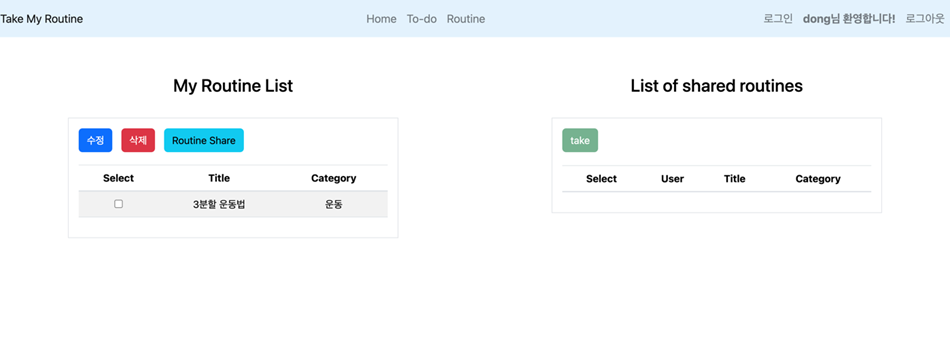 Take My Routine Home To-do Routine 로그인 dong님 환영합니다! 로그아웃
My Routine List
수정 삭제 Routine Share
Select Title Category
3분할 운동법 운동
List of shared routines
take
Select User Title Category